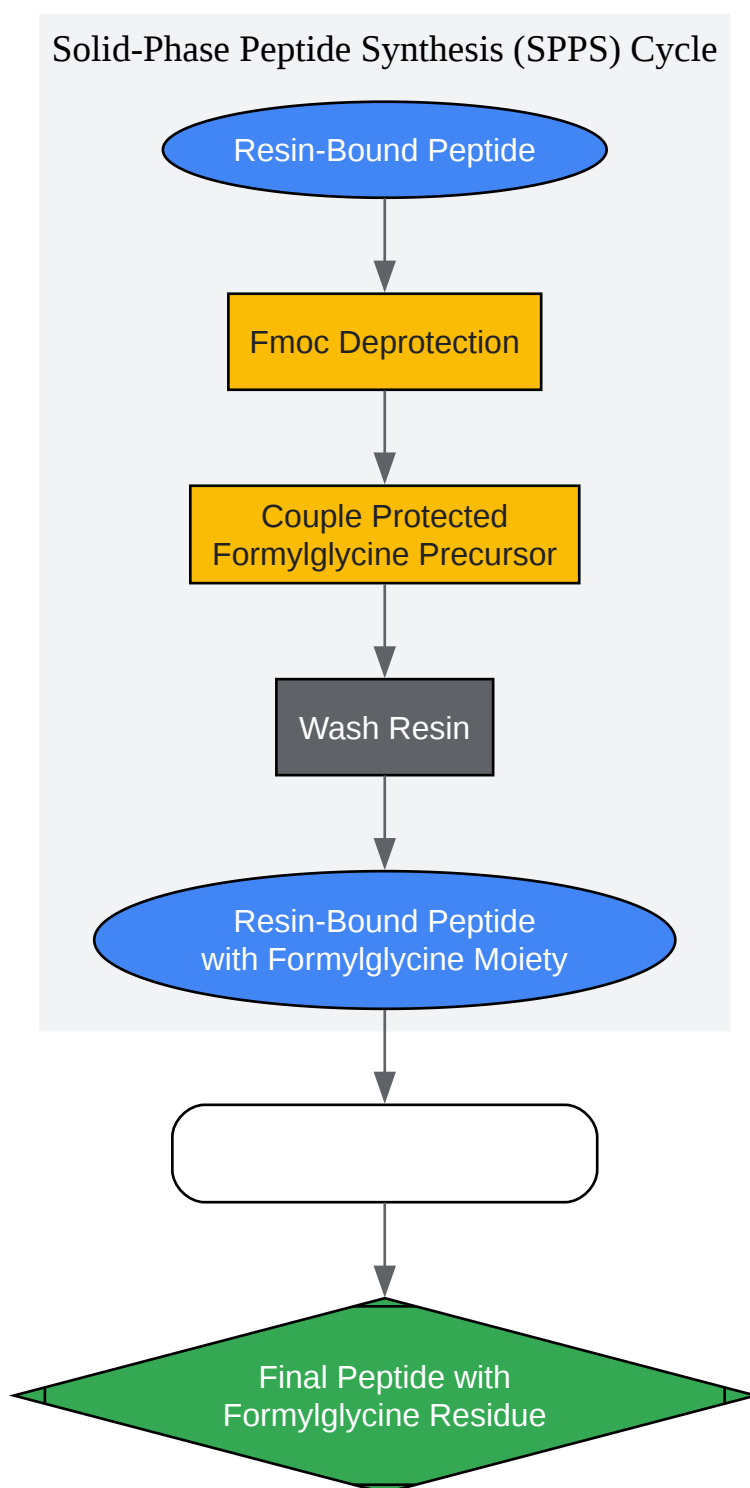 Solid-Phase Peptide Synthesis (SPPS) Cycle
Resin-Bound Peptide
Fmoc Deprotection
Couple Protected
Formylglycine Precursor
Wash Resin
Resin-Bound Peptide
with Formylglycine Moiety
Final Peptide with
Formylglycine Residue